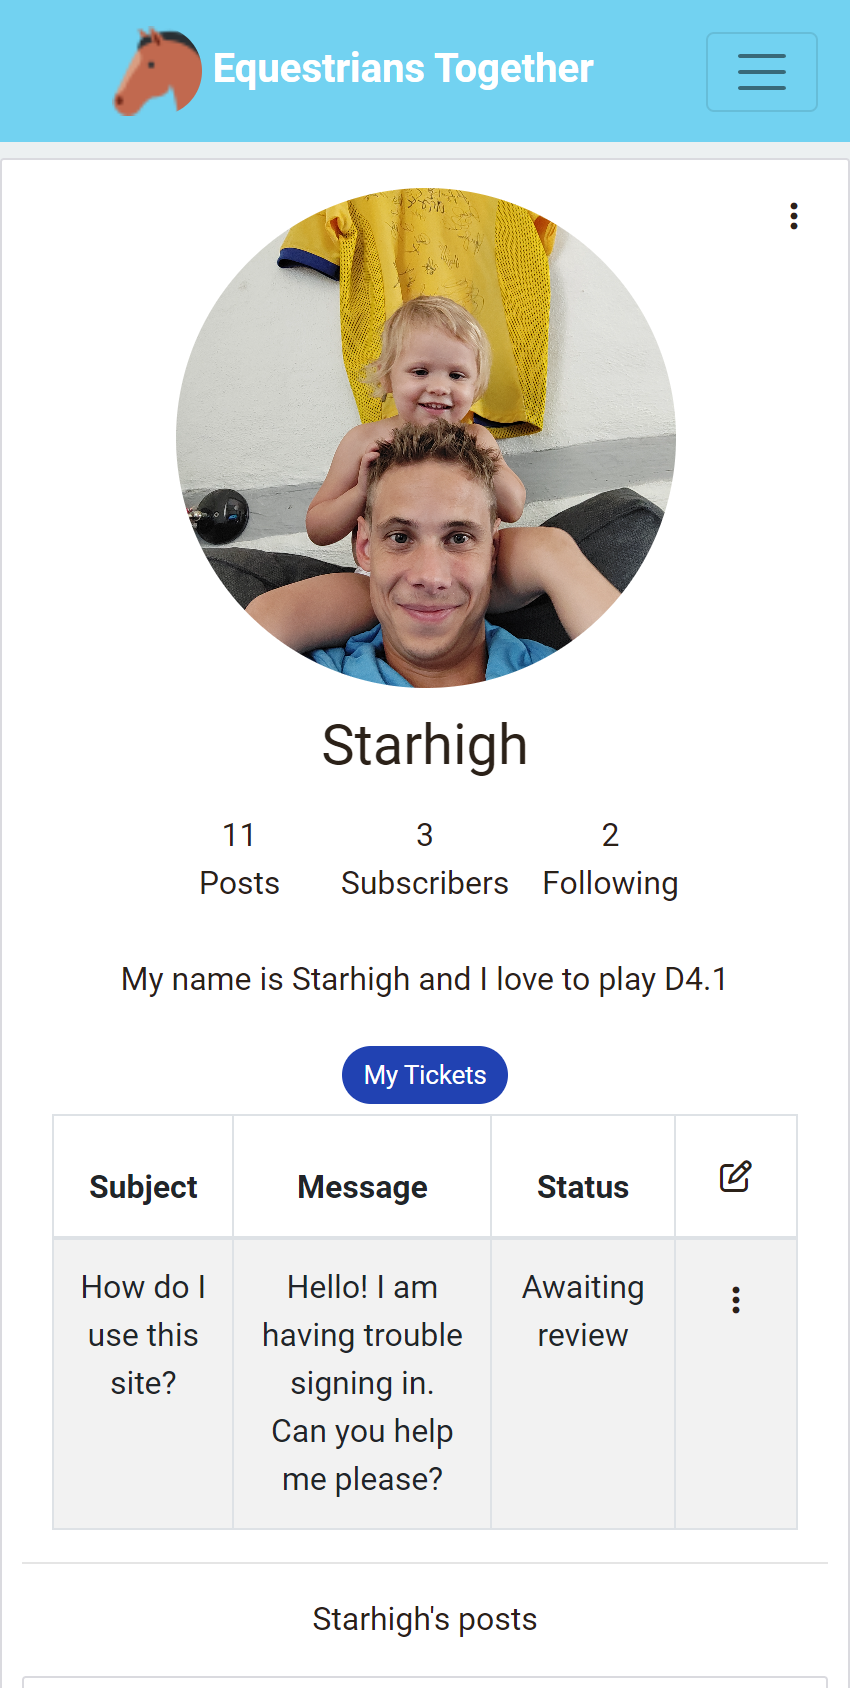 Equestrians Together
Starhigh
11
Posts
3
Subscribers
2
Following
My name is Starhigh and I love to play D4.1
My Tickets
Subject
Message
Status
How do I
use this
site?
Hello! I am
having trouble
signing in.
Can you help
me please?
Awaiting
review
Starhigh's posts